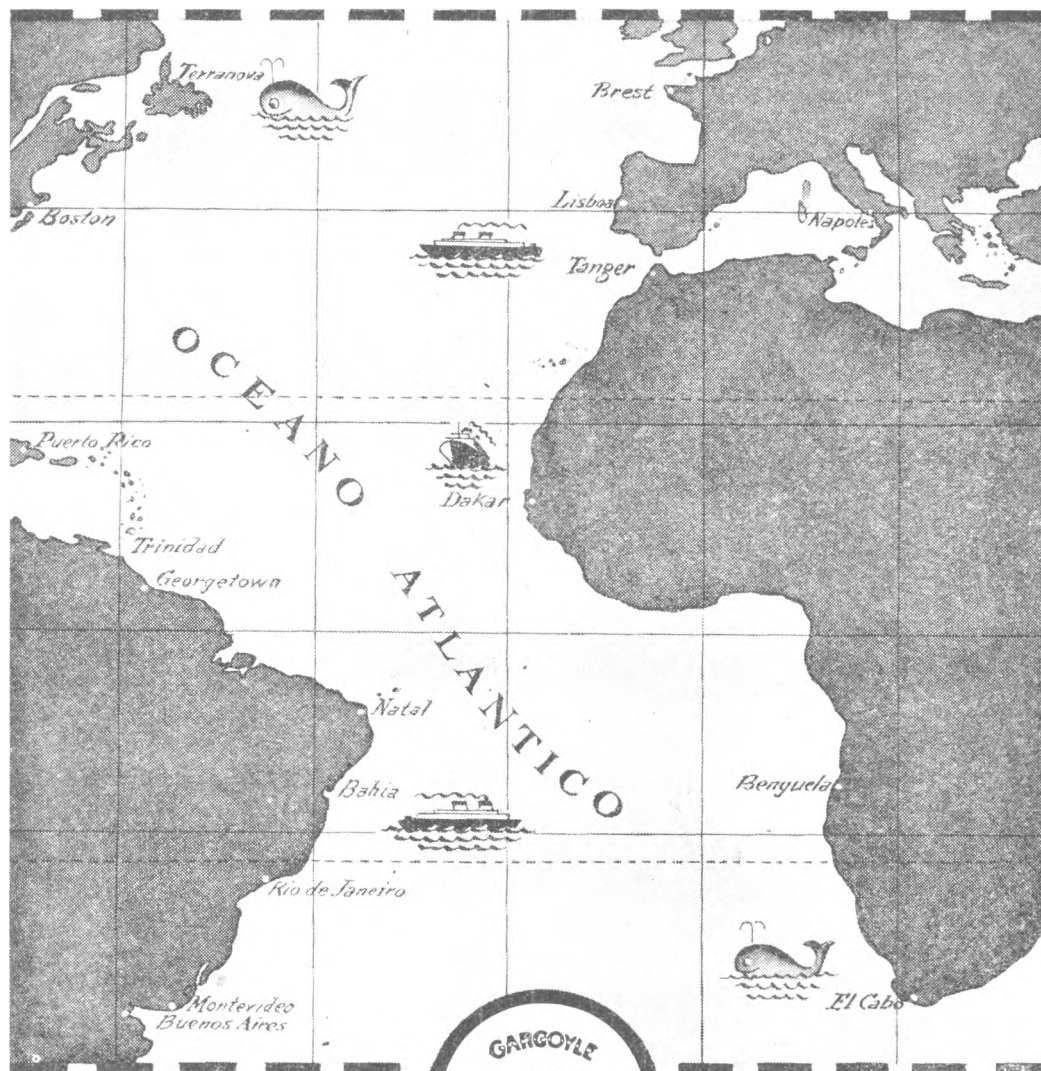 Terranova
Brest
Boston
Lisboa
Napoles
Tanger
OCEANO
Puerto Rico
Dakar
Trinidad
Georgetown
ATLANTICO
Natal
Bahia
Benguela
Rio de Janeiro
Montevideo
Buenos Aires
El Cabo
GARGOYLE